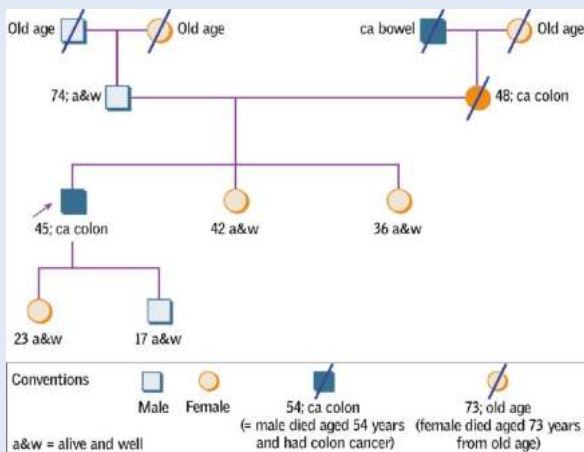 Old age
Old age
ca bowel
Old age
74; a&w
48; ca colon
45; ca colon
42 a&w
36 a&w
23 a&w
17 a&w
Conventions
Male
Female
54; ca colon
(= male died aged 54 years
and had colon cancer)
73; old age
(female died aged 73 years
from old age)
a&w = alive and well